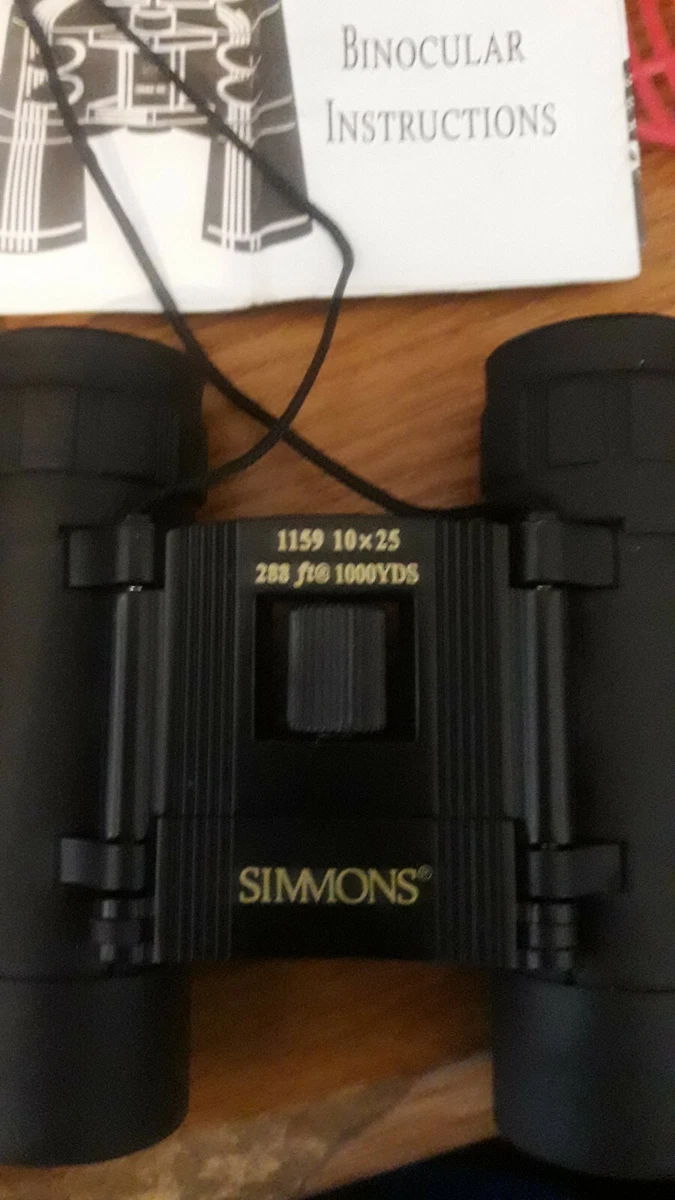 BINOCULAR
INSTRUCTIONS
1159 10×25
288 ft@ 1000YDS
SIMMONS®